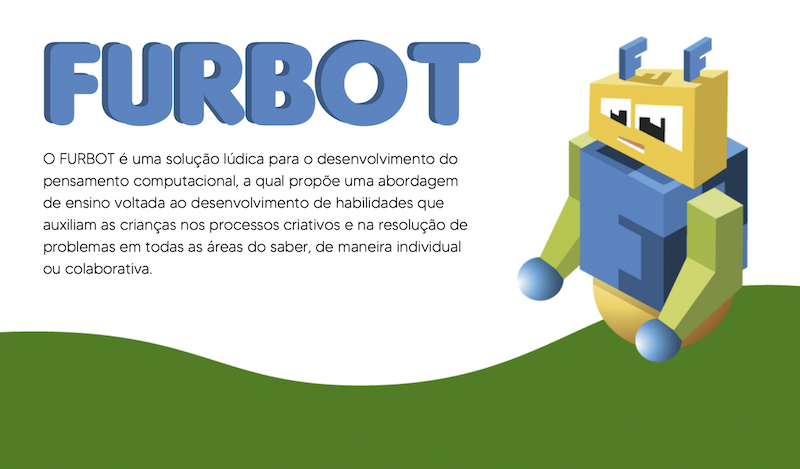 FURBOT
O FURBOT é uma solução lúdica para o desenvolvimento do
pensamento computacional, a qual propõe uma abordagem
de ensino voltada ao desenvolvimento de habilidades que
auxiliam as crianças nos processos criativos e na resolução de
problemas em todas as áreas do saber, de maneira individual
ou colaborativa.